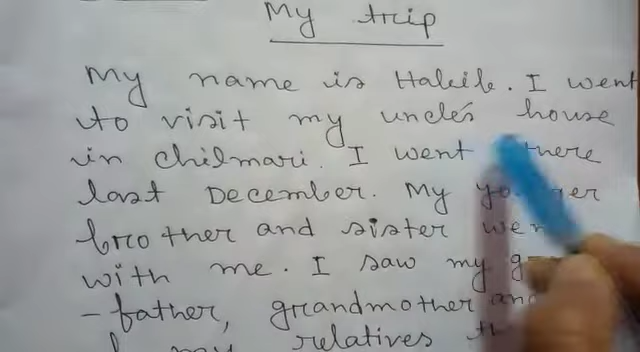 My trip
My name is Habib. I went
to visit my uncle's house
in chilmari. I went there
last December. My
brother and sister
with me. I saw my
-father, grandmother and
my relatives